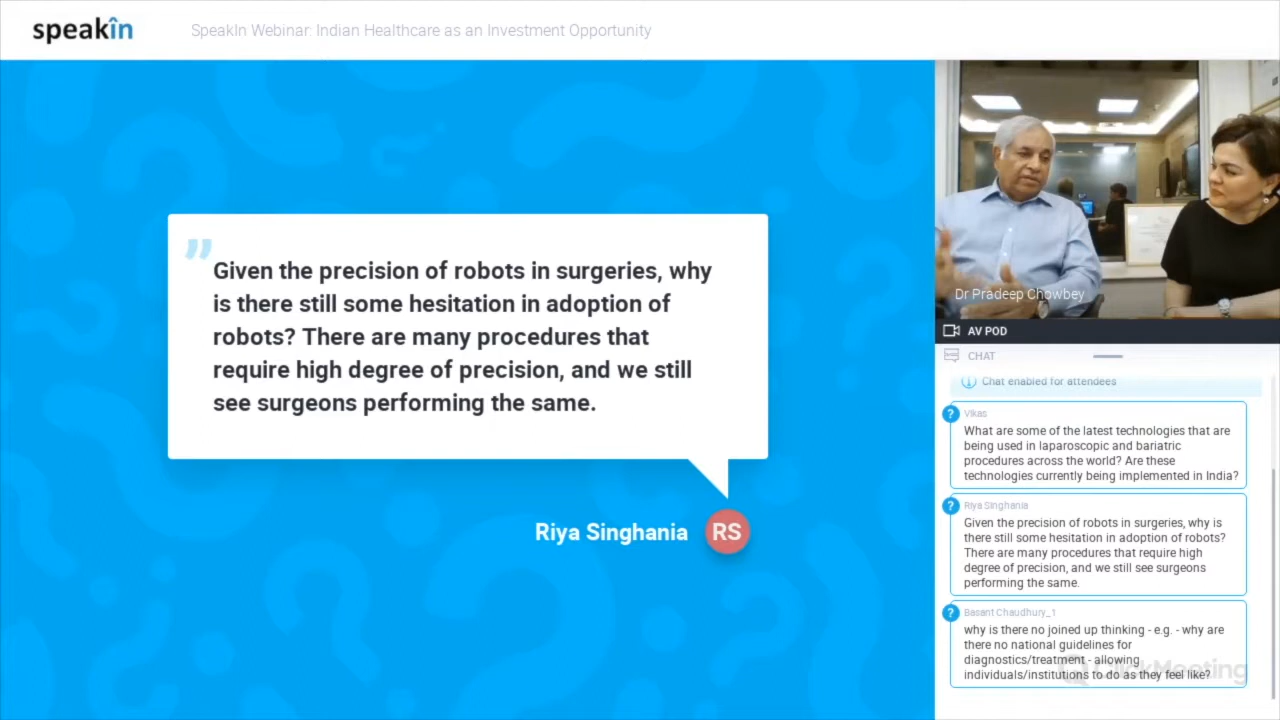 speakîn
SpeakIn Webinar: Indian Healthcare as an Investment Opportunity
”
Given the precision of robots in surgeries, why
is there still some hesitation in adoption of
robots? There are many procedures that
require high degree of precision, and we still
see surgeons performing the same.
Riya Singhania RS
Dr Pradeep Chowbey
AV POD
CHAT
Chat enabled for attendees
? Vikas
What are some of the latest technologies that are
being used in laparoscopic and bariatric
procedures across the world? Are these
technologies currently being implemented in India?
? Riya Singhania
Given the precision of robots in surgeries, why is
there still some hesitation in adoption of robots?
There are many procedures that require high
degree of precision, and we still see surgeons
performing the same.
? Basant Chaudhury_1
why is there no joined up thinking - e.g. - why are
there no national guidelines for
diagnostics/treatment - allowing
individuals/institutions to do as they feel like?
ClickMeeting